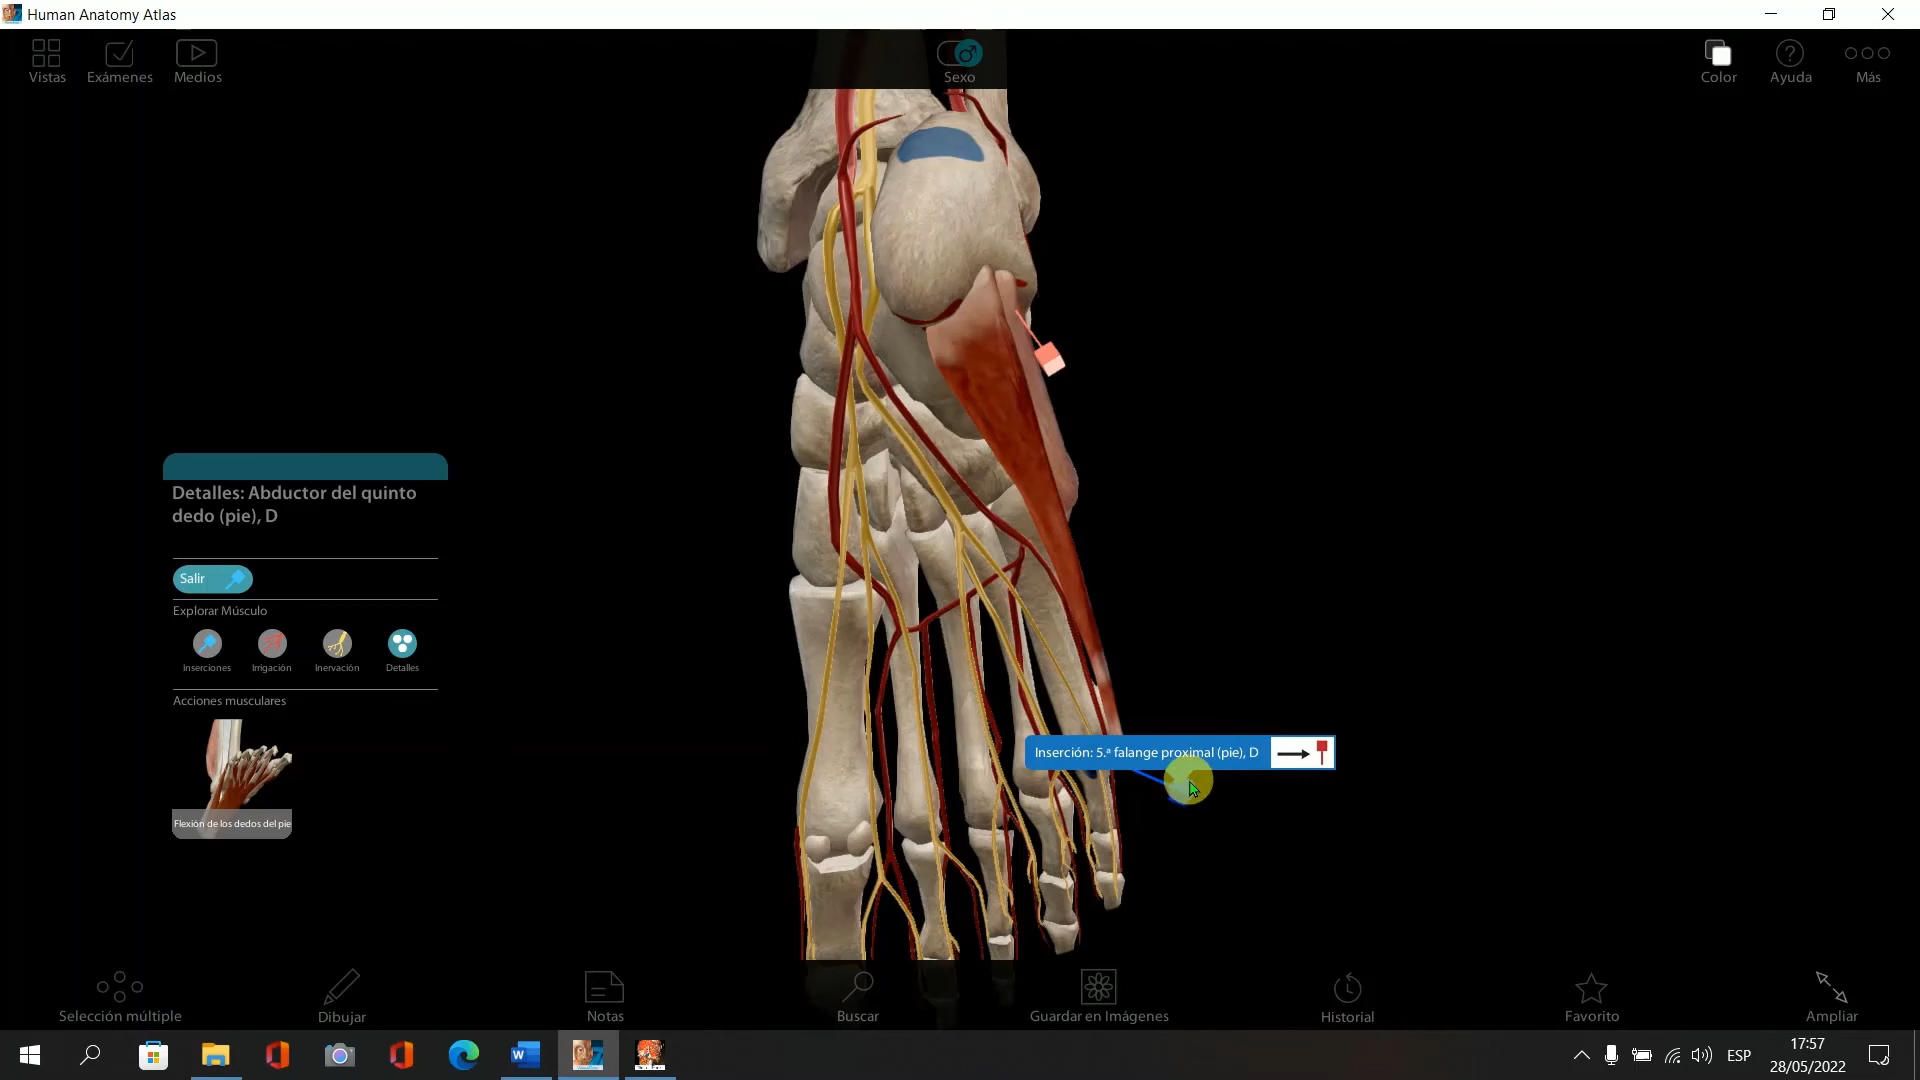 Human Anatomy Atlas
Vistas
Exámenes
Medios
Sexo
Color
Ayuda
Más
Detalles: Abductor del quinto
dedo (pie), D
Salir
Explorar Músculo
Inserciones
Irrigación
Inervación
Detalles
Acciones musculares
Flexión de los dedos del pie
Inserción: 5.ª falange proximal (pie), D
Selección múltiple
Dibujar
Notas
Buscar
Guardar en Imágenes
Historial
Favorito
Ampliar
ESP
17:57
28/05/2022